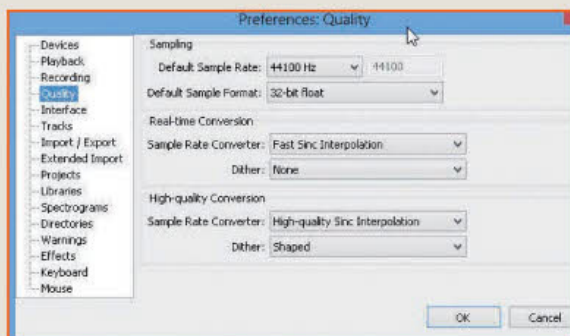 Preferences: Quality
Devices
Playback
Recording
Quality
Interface
Tracks
Import / Export
Extended Import
Projects
Libraries
Spectrograms
Directories
Warnings
Effects
Keyboard
Mouse
Sampling
Default Sample Rate: 44100 Hz 44100
Default Sample Format: 32-bit float
Real-time Conversion
Sample Rate Converter: Fast Sinc Interpolation
Dither: None
High-quality Conversion
Sample Rate Converter: High-quality Sinc Interpolation
Dither: Shaped
OK Cancel